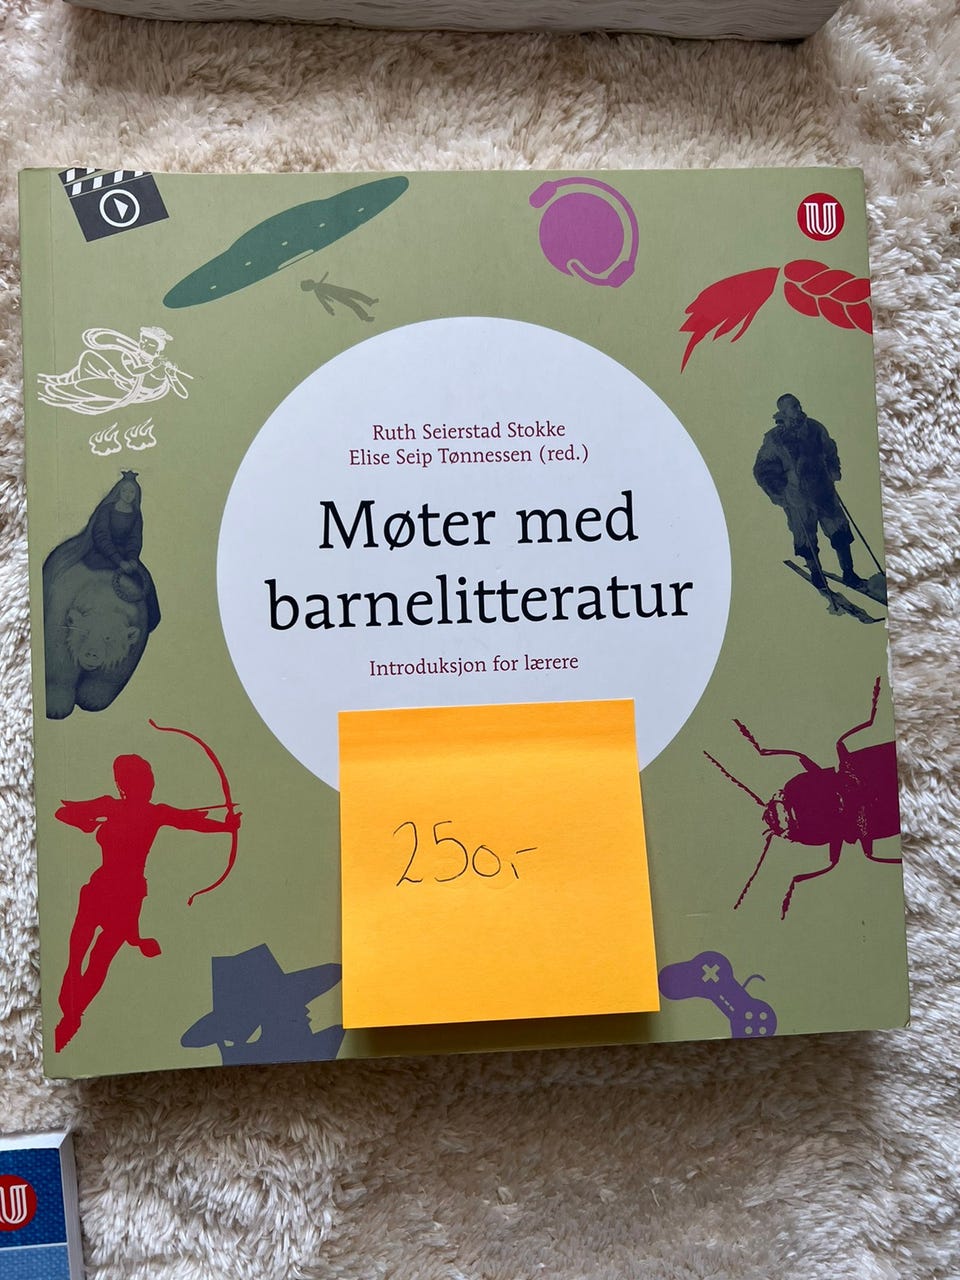 U
Ruth Seierstad Stokke
Elise Seip Tønnessen (red.)
Møter med
barnelitteratur
Introduksjon for lærere
250,-
U